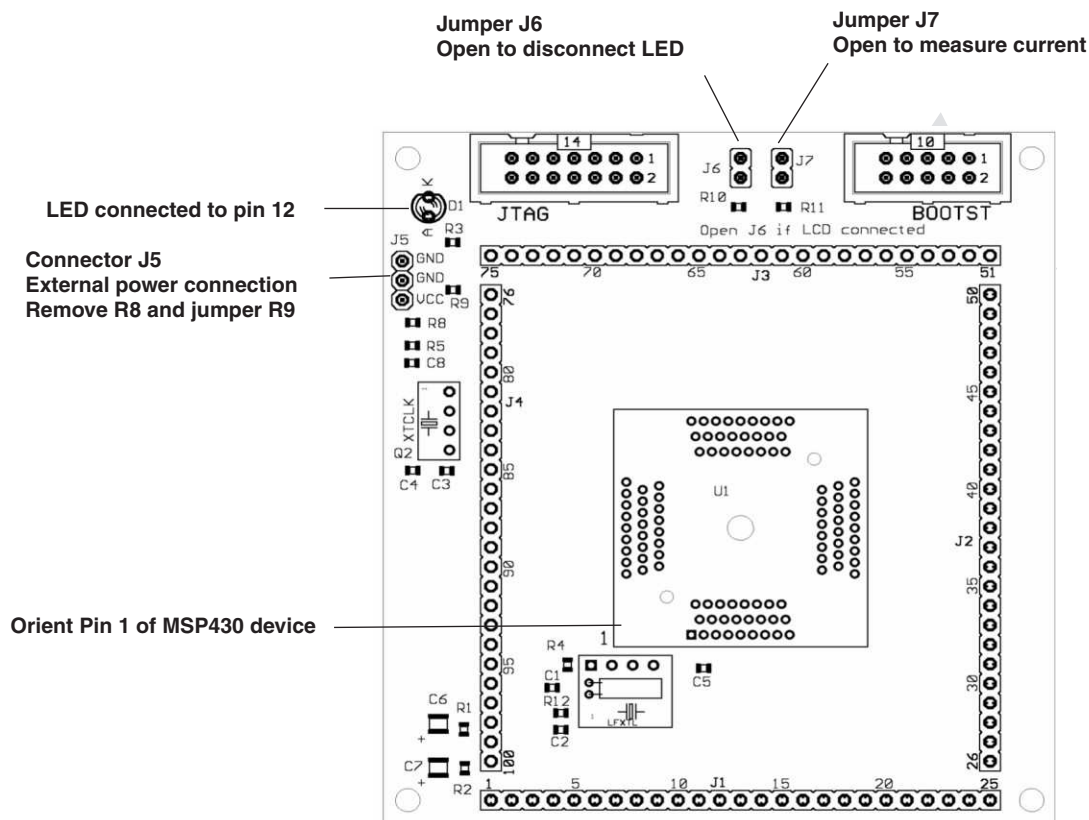 Jumper J6
Open to disconnect LED
Jumper J7
Open to measure current
LED connected to pin 12
Connector J5
External power connection
Remove R8 and jumper R9
Orient Pin 1 of MSP430 device
14
1
2
JTAG
J6
J7
R10
R11
Open J6 if LCD connected
10
1
2
BOOTST
K
D1
A
R3
J5
GND
GND
VCC
R9
R8
R5
C8
XTCLK
Q2
C4
C3
75
70
65
J3
60
55
51
76
80
J4
85
90
95
100
50
45
40
J2
35
30
26
U1
1
R4
C1
R12
C2
LFXTL
C5
C6
+
R1
C7
+
R2
1
5
10
J1
15
20
25